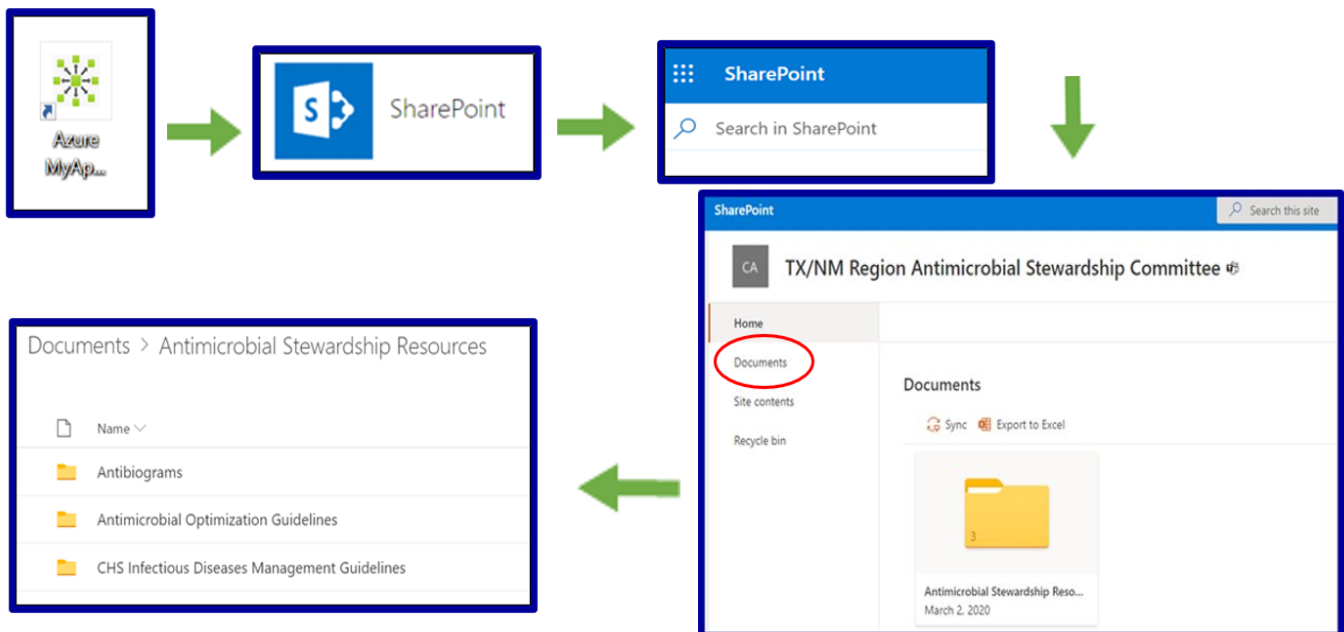 Azure
MyAp...
S
SharePoint
SharePoint
Search in SharePoint
SharePoint
Search this site
CA
TX/NM Region Antimicrobial Stewardship Committee
Home
Documents
Site contents
Recycle bin
Documents
Sync
Export to Excel
3
Antimicrobial Stewardship Reso...
March 2, 2020
Documents > Antimicrobial Stewardship Resources
Name
Antibiograms
Antimicrobial Optimization Guidelines
CHS Infectious Diseases Management Guidelines